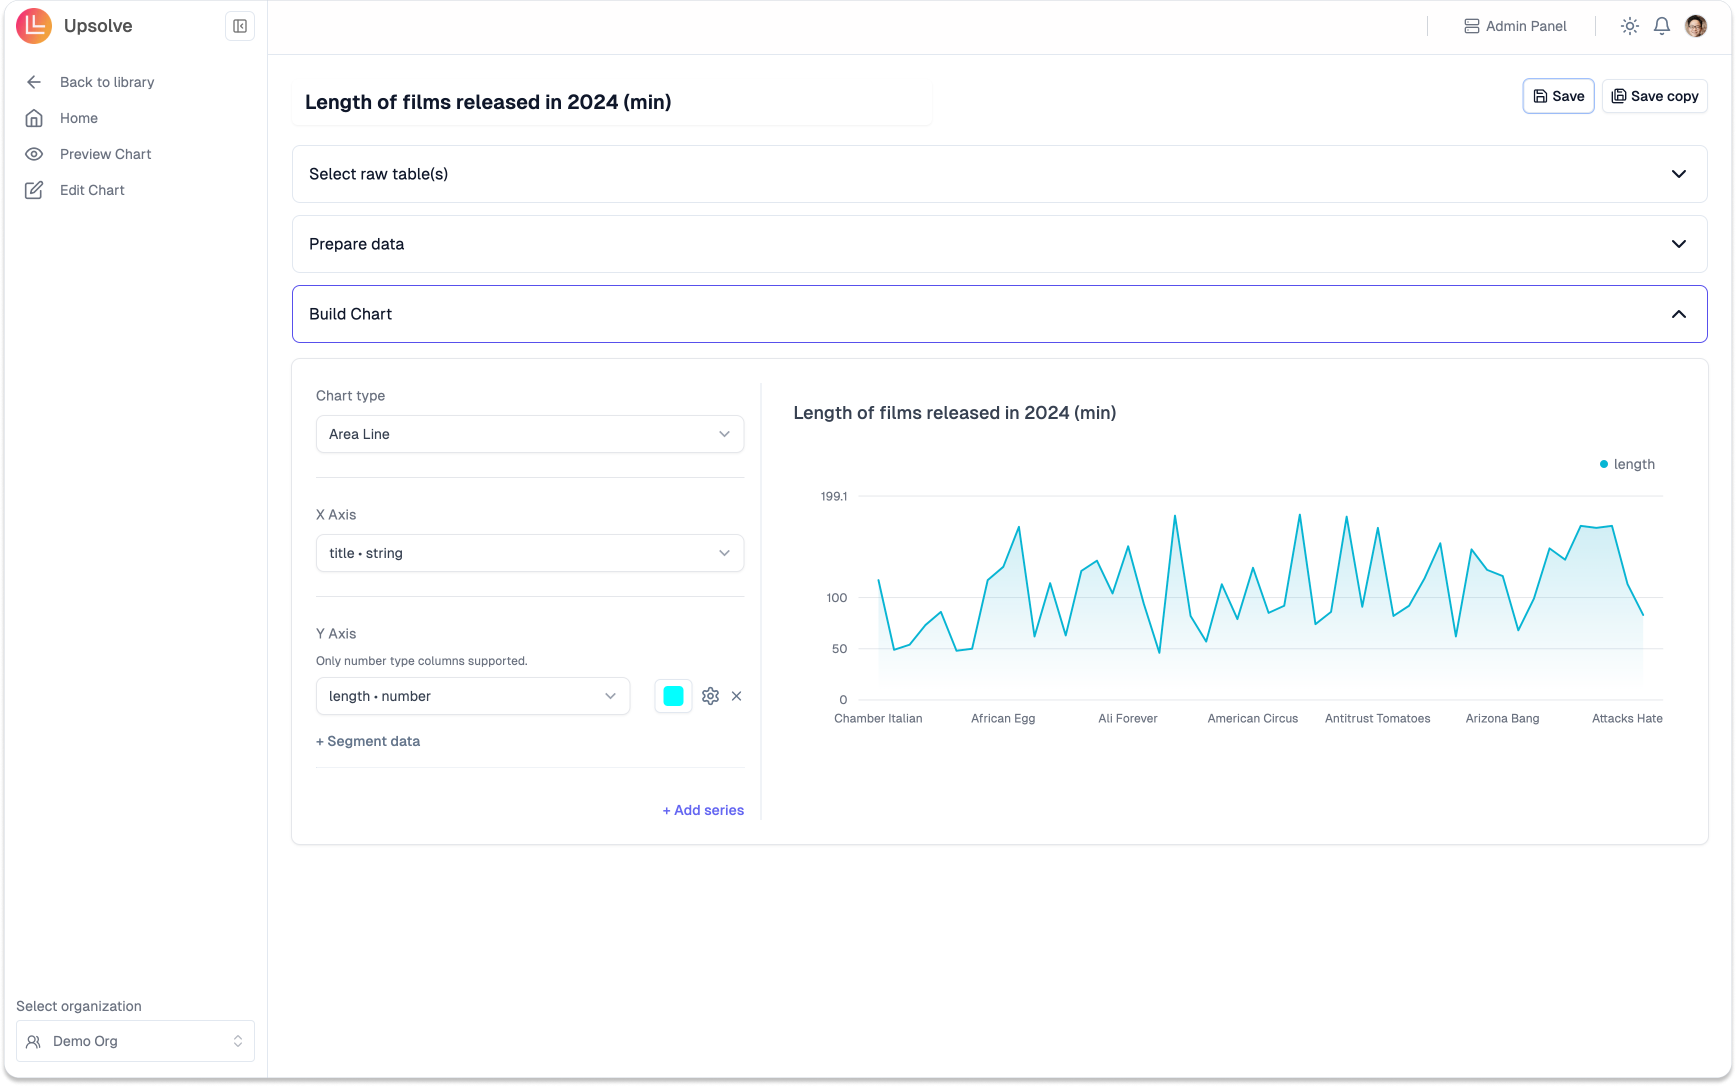 Upsolve
Admin Panel
Back to library
Home
Preview Chart
Edit Chart
Length of films released in 2024 (min)
Save
Save copy
Select raw table(s)
Prepare data
Build Chart
Chart type
Area Line
X Axis
title • string
Y Axis
Only number type columns supported.
length • number
+ Segment data
+ Add series
Length of films released in 2024 (min)
length
199.1
100
50
0
Chamber Italian
African Egg
Ali Forever
American Circus
Antitrust Tomatoes
Arizona Bang
Attacks Hate
Select organization
Demo Org